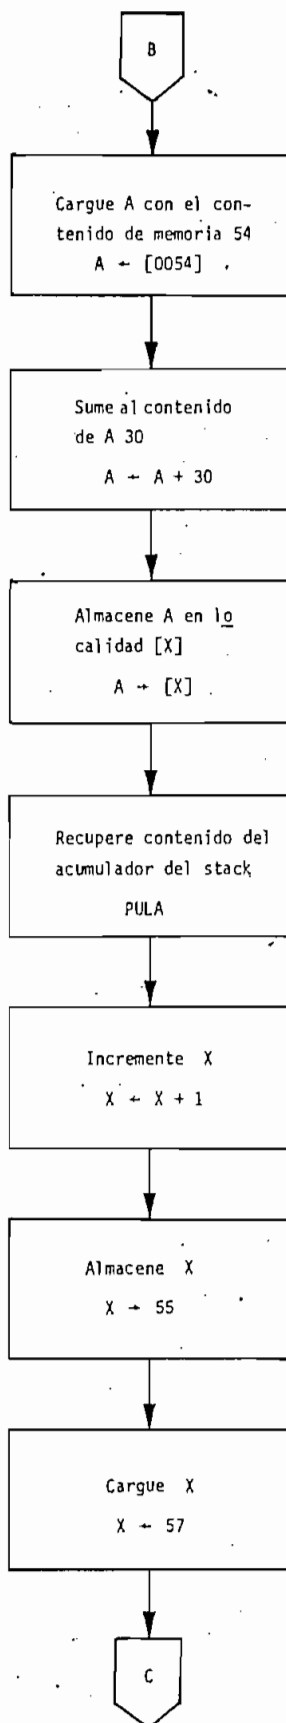 B
Cargue A con el con-
tenido de memoria 54
A ← [0054]
Sume al contenido
de A 30
A ← A + 30
Almacene A en lo
calidad [X]
A → [X]
Recupere contenido del
acumulador del stack
PULA
Incremente X
X ← X + 1
Almacene X
X → 55
Cargue X
X ← 57
C